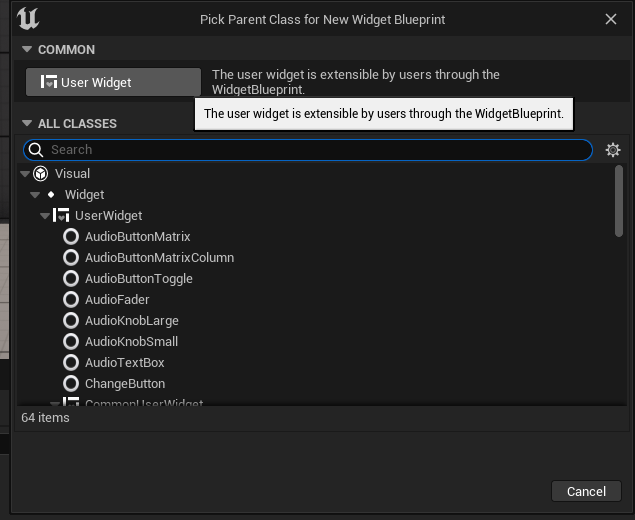 Pick Parent Class for New Widget Blueprint
COMMON
User Widget
The user widget is extensible by users through the
WidgetBlueprint.
The user widget is extensible by users through the WidgetBlueprint.
ALL CLASSES
Search
Visual
Widget
UserWidget
AudioButtonMatrix
AudioButtonMatrixColumn
AudioButtonToggle
AudioFader
AudioKnobLarge
AudioKnobSmall
AudioTextBox
ChangeButton
CommonUserWidget
64 items
Cancel